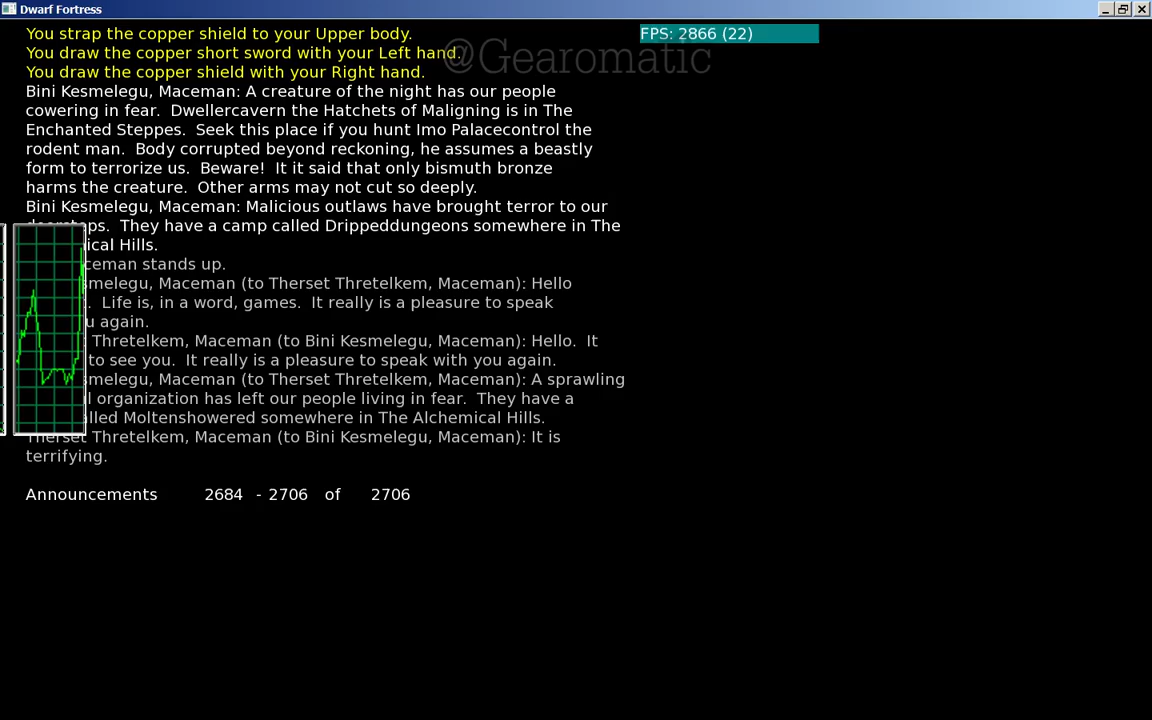 Dwarf Fortress
You strap the copper shield to your Upper body.
FPS: 2866 (22)
You draw the copper short sword with your Left hand.
@Gearomatic
You draw the copper shield with your Right hand.
Bini Kesmelegu, Maceman: A creature of the night has our people
cowering in fear. Dwellercavern the Hatchets of Maligning is in The
Enchanted Steppes. Seek this place if you hunt Imo Palacecontrol the
rodent man. Body corrupted beyond reckoning, he assumes a beastly
form to terrorize us. Beware! It it said that only bismuth bronze
harms the creature. Other arms may not cut so deeply.
Bini Kesmelegu, Maceman: Malicious outlaws have brought terror to our
doorsteps. They have a camp called Drippeddungeons somewhere in The
ical Hills.
ceman stands up.
smelegu, Maceman (to Therset Thretelkem, Maceman): Hello
. Life is, in a word, games. It really is a pleasure to speak
u again.
Thretelkem, Maceman (to Bini Kesmelegu, Maceman): Hello. It
to see you. It really is a pleasure to speak with you again.
smelegu, Maceman (to Therset Thretelkem, Maceman): A sprawling
l organization has left our people living in fear. They have a
lled Moltenshowered somewhere in The Alchemical Hills.
Therset Thretelkem, Maceman (to Bini Kesmelegu, Maceman): It is
terrifying.
Announcements 2684 - 2706 of 2706